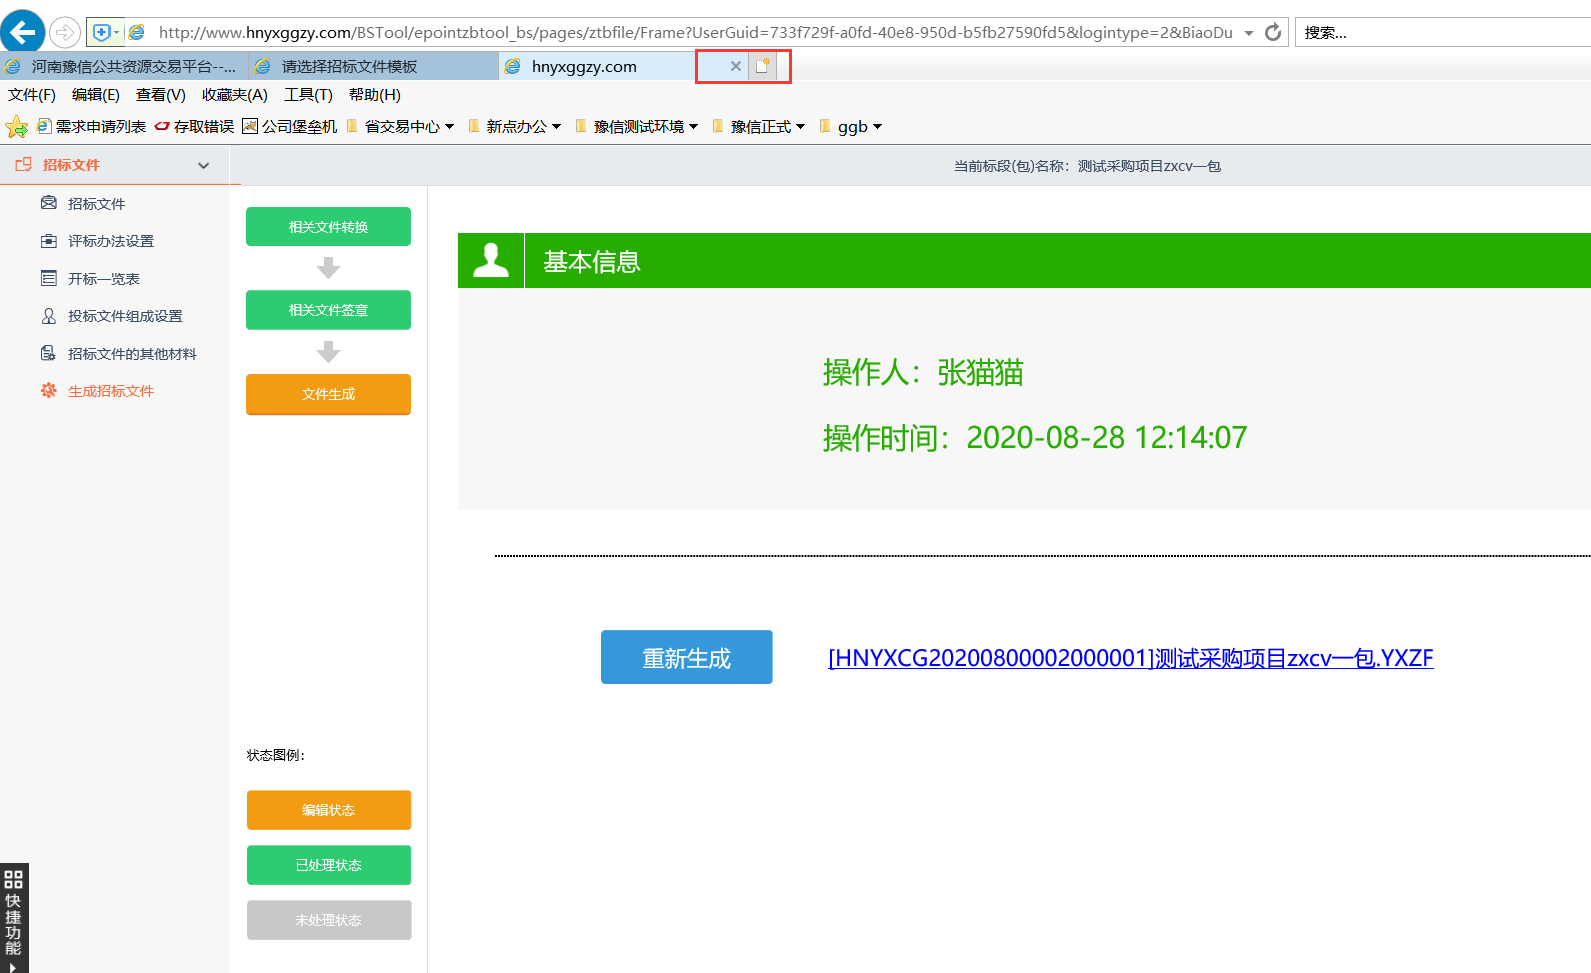 http://www.hnyxggzy.com/BSTool/epointzbtool_bs/pages/ztbfile/Frame?UserGuid=733f729f-a0fd-40e8-950d-b5fb27590fd5&logintype=2&BiaoDu
搜索...
河南豫信公共资源交易平台--...
请选择招标文件模板
hnyxggzy.com
文件(F) 编辑(E) 查看(V) 收藏夹(A) 工具(T) 帮助(H)
需求申请列表 存取错误 公司堡垒机 省交易中心 新点办公 豫信测试环境 豫信正式 ggb
招标文件
当前标段(包)名称：测试采购项目zxcv一包
招标文件
评标办法设置
开标一览表
投标文件组成设置
招标文件的其他材料
生成招标文件
相关文件转换
相关文件签章
文件生成
基本信息
操作人：张猫猫
操作时间：2020-08-28 12:14:07
重新生成
[HNYXCG20200800002000001]测试采购项目zxcv一包.YXZF
状态图例：
编辑状态
已处理状态
未处理状态
快捷功能